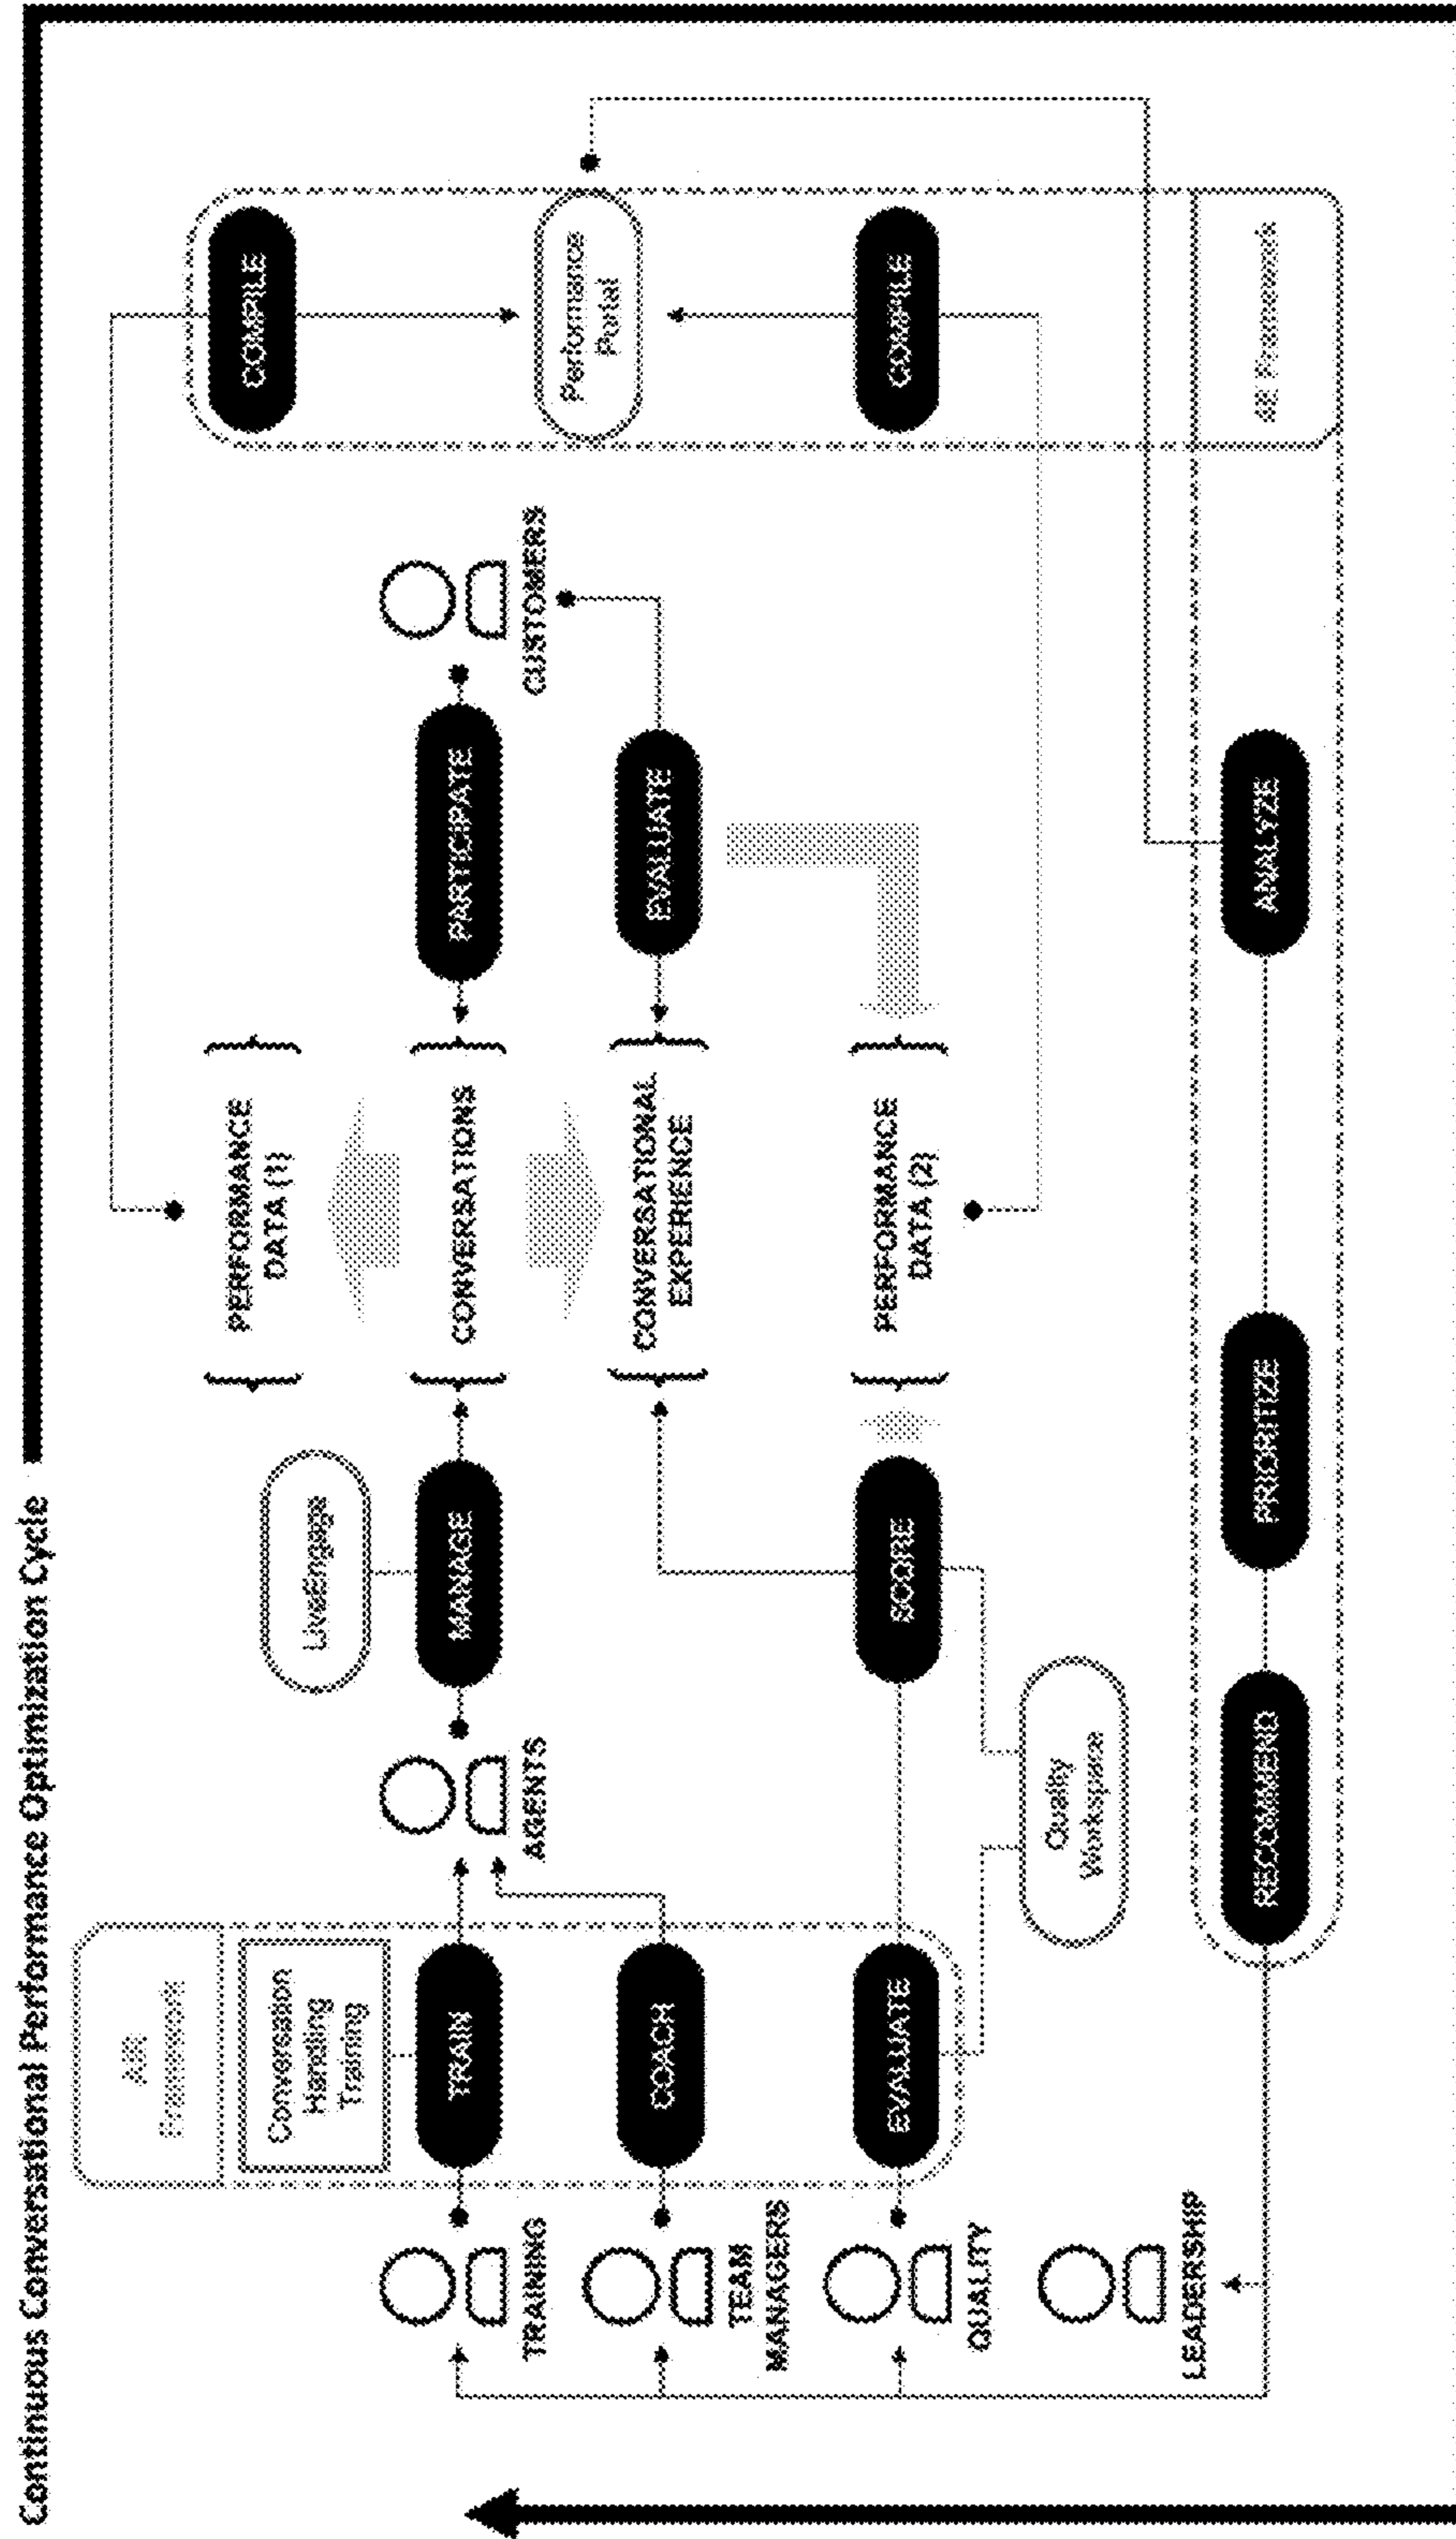 Continuous Conversational Performance Optimization Cycle
Framework
Conversation
Handling
Training
TRAIN
COACH
EVALUATE
TRAINING
TEAM
MANAGERS
QUALITY
LEADERSHIP
AGENTS
LiveEngage
MANAGE
SCORE
Quality
Workspace
PERFORMANCE
DATA (1)
CONVERSATIONS
CONVERSATIONAL
EXPERIENCE
PERFORMANCE
DATA (2)
PARTICIPATE
EVALUATE
CUSTOMERS
COMPILE
Performance
Portal
COMPILE
Framework
RECOMMEND
PRIORITIZE
ANALYZE